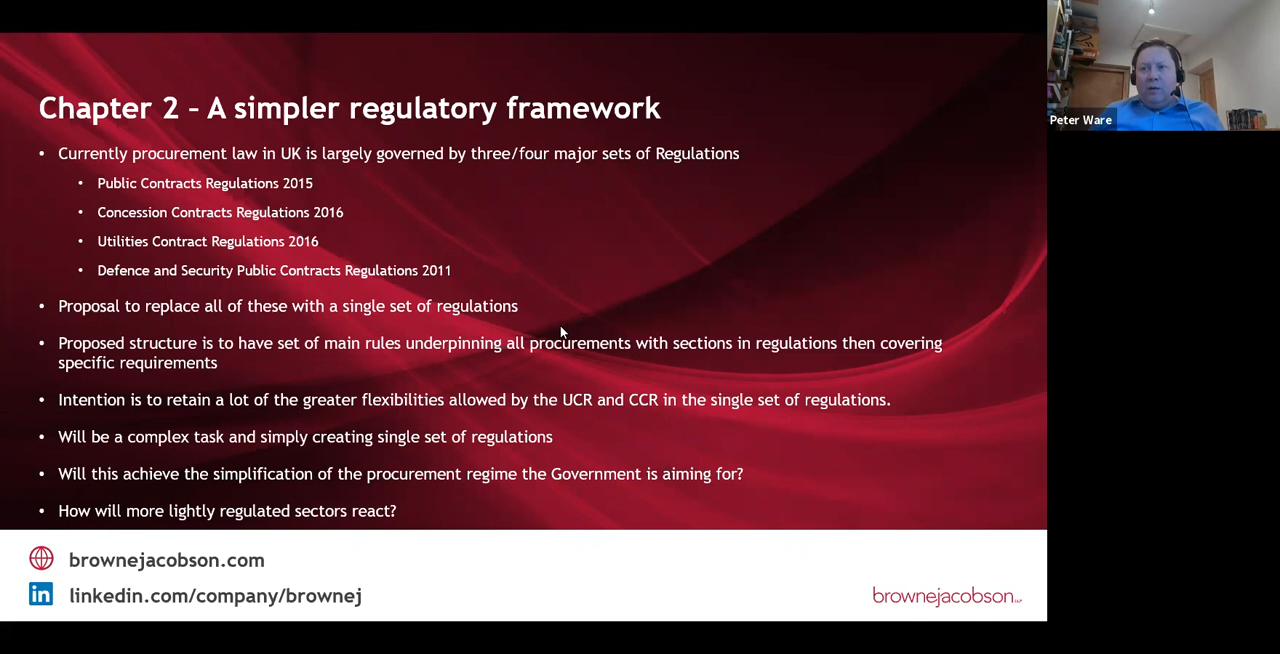 Chapter 2 – A simpler regulatory framework
• Currently procurement law in UK is largely governed by three/four major sets of Regulations
• Public Contracts Regulations 2015
• Concession Contracts Regulations 2016
• Utilities Contract Regulations 2016
• Defence and Security Public Contracts Regulations 2011
• Proposal to replace all of these with a single set of regulations
• Proposed structure is to have set of main rules underpinning all procurements with sections in regulations then covering
specific requirements
• Intention is to retain a lot of the greater flexibilities allowed by the UCR and CCR in the single set of regulations.
• Will be a complex task and simply creating single set of regulations
• Will this achieve the simplification of the procurement regime the Government is aiming for?
• How will more lightly regulated sectors react?
brownejacobson.com
in linkedin.com/company/brownej
brownejacobson
Peter Ware